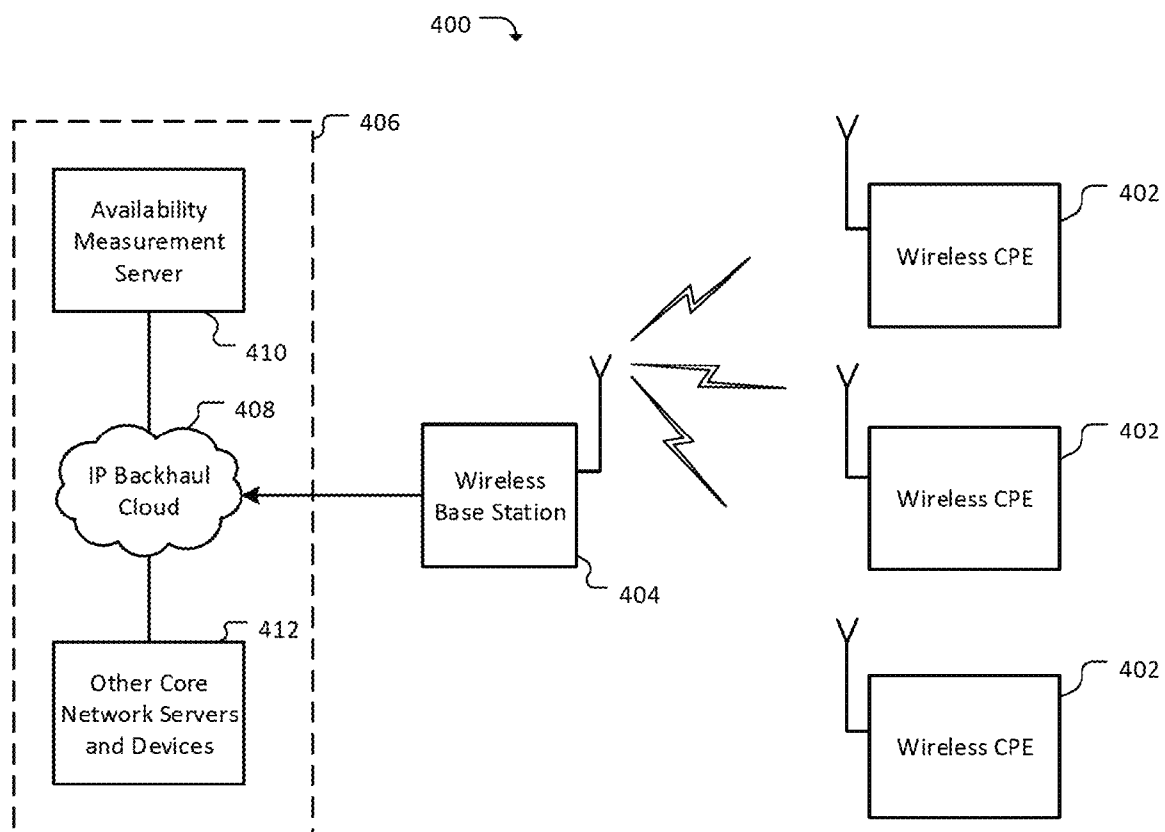 400
406
Availability
Measurement
Server
410
408
IP Backhaul
Cloud
412
Other Core
Network Servers
and Devices
Wireless
Base Station
404
402
Wireless CPE
402
Wireless CPE
402
Wireless CPE